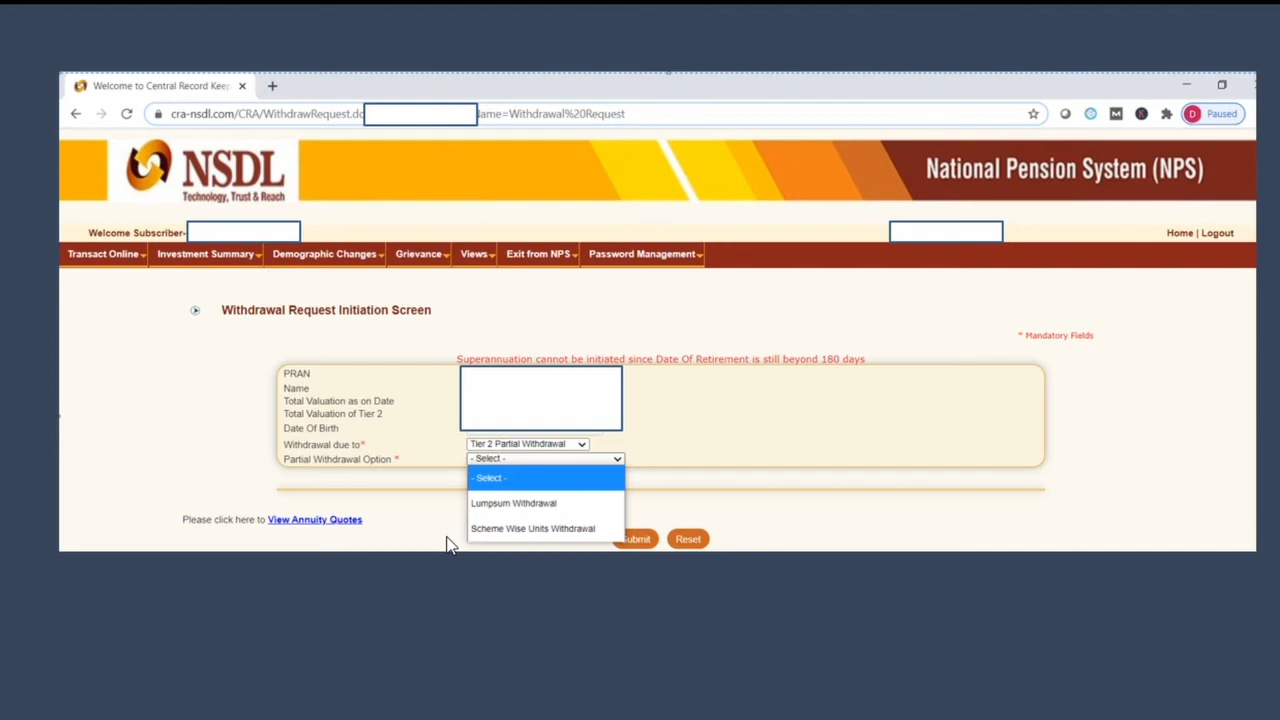 Welcome to Central Record Keep
cra-nsdl.com/CRA/WithdrawRequest.do ame=Withdrawal%20Request
M K D Paused
NSDL
Technology, Trust & Reach
National Pension System (NPS)
Welcome Subscriber-
Home | Logout
Transact Online Investment Summary Demographic Changes Grievance Views Exit from NPS Password Management
Withdrawal Request Initiation Screen
* Mandatory Fields
Superannuation cannot be initiated since Date Of Retirement is still beyond 180 days
PRAN
Name
Total Valuation as on Date
Total Valuation of Tier 2
Date Of Birth
Withdrawal due to* Tier 2 Partial Withdrawal
Partial Withdrawal Option * - Select -
- Select -
Lumpsum Withdrawal
Scheme Wise Units Withdrawal
Please click here to View Annuity Quotes
ubmit Reset